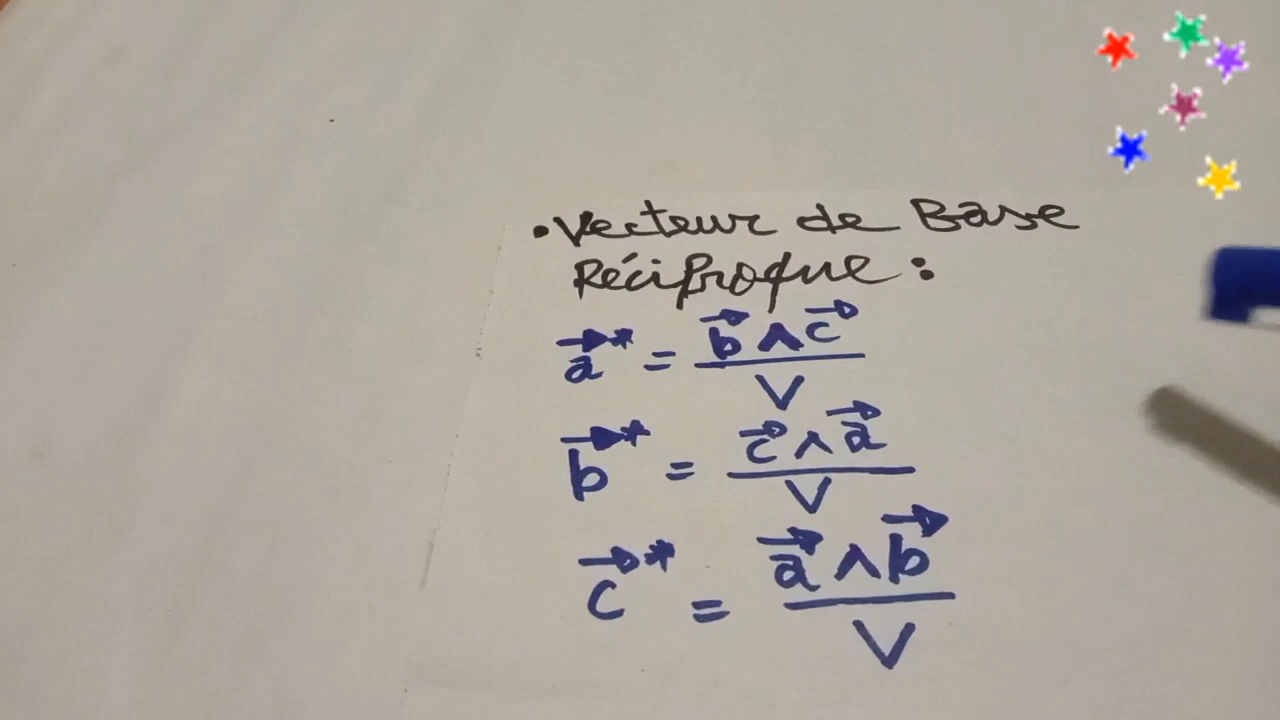 • Vecteur de Base
Réciproque :
a⃗* = b⃗ ∧ c⃗ / V
b⃗* = c⃗ ∧ a⃗ / V
c⃗* = a⃗ ∧ b⃗ / V